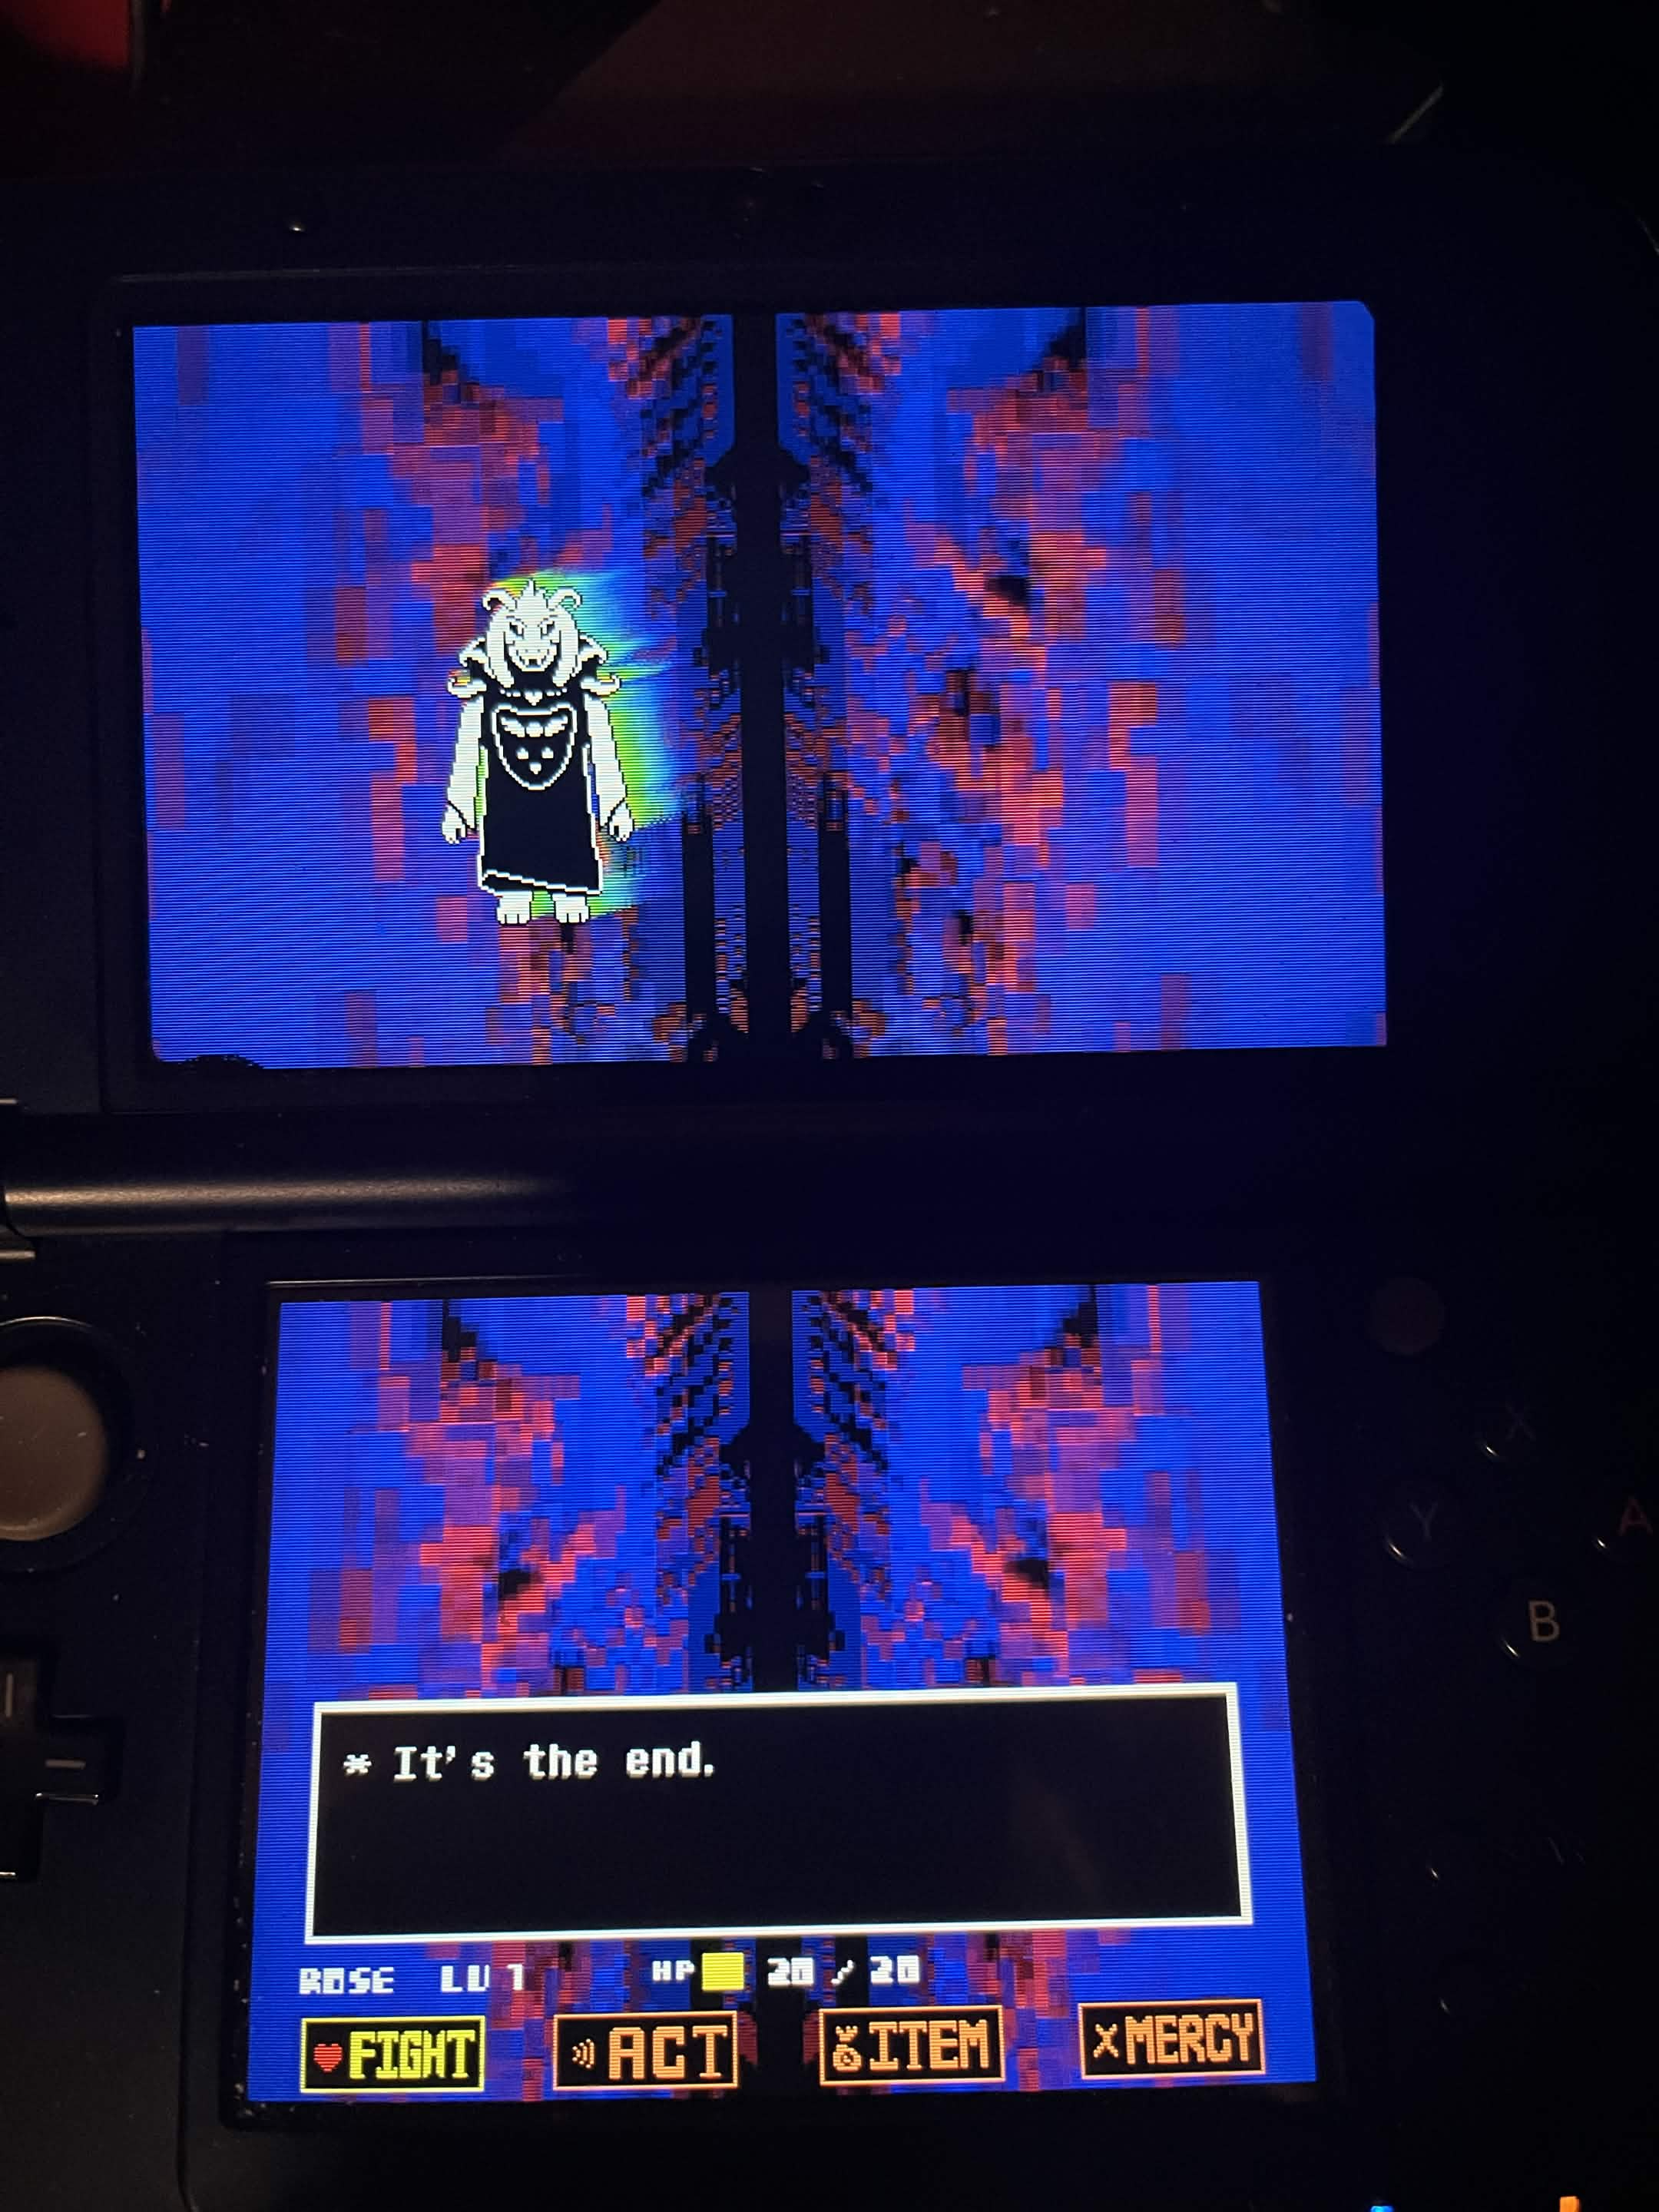 X
Y
A
B
* It's the end.
ROSE LV 1 HP 20 / 20
FIGHT ACT ITEM MERCY